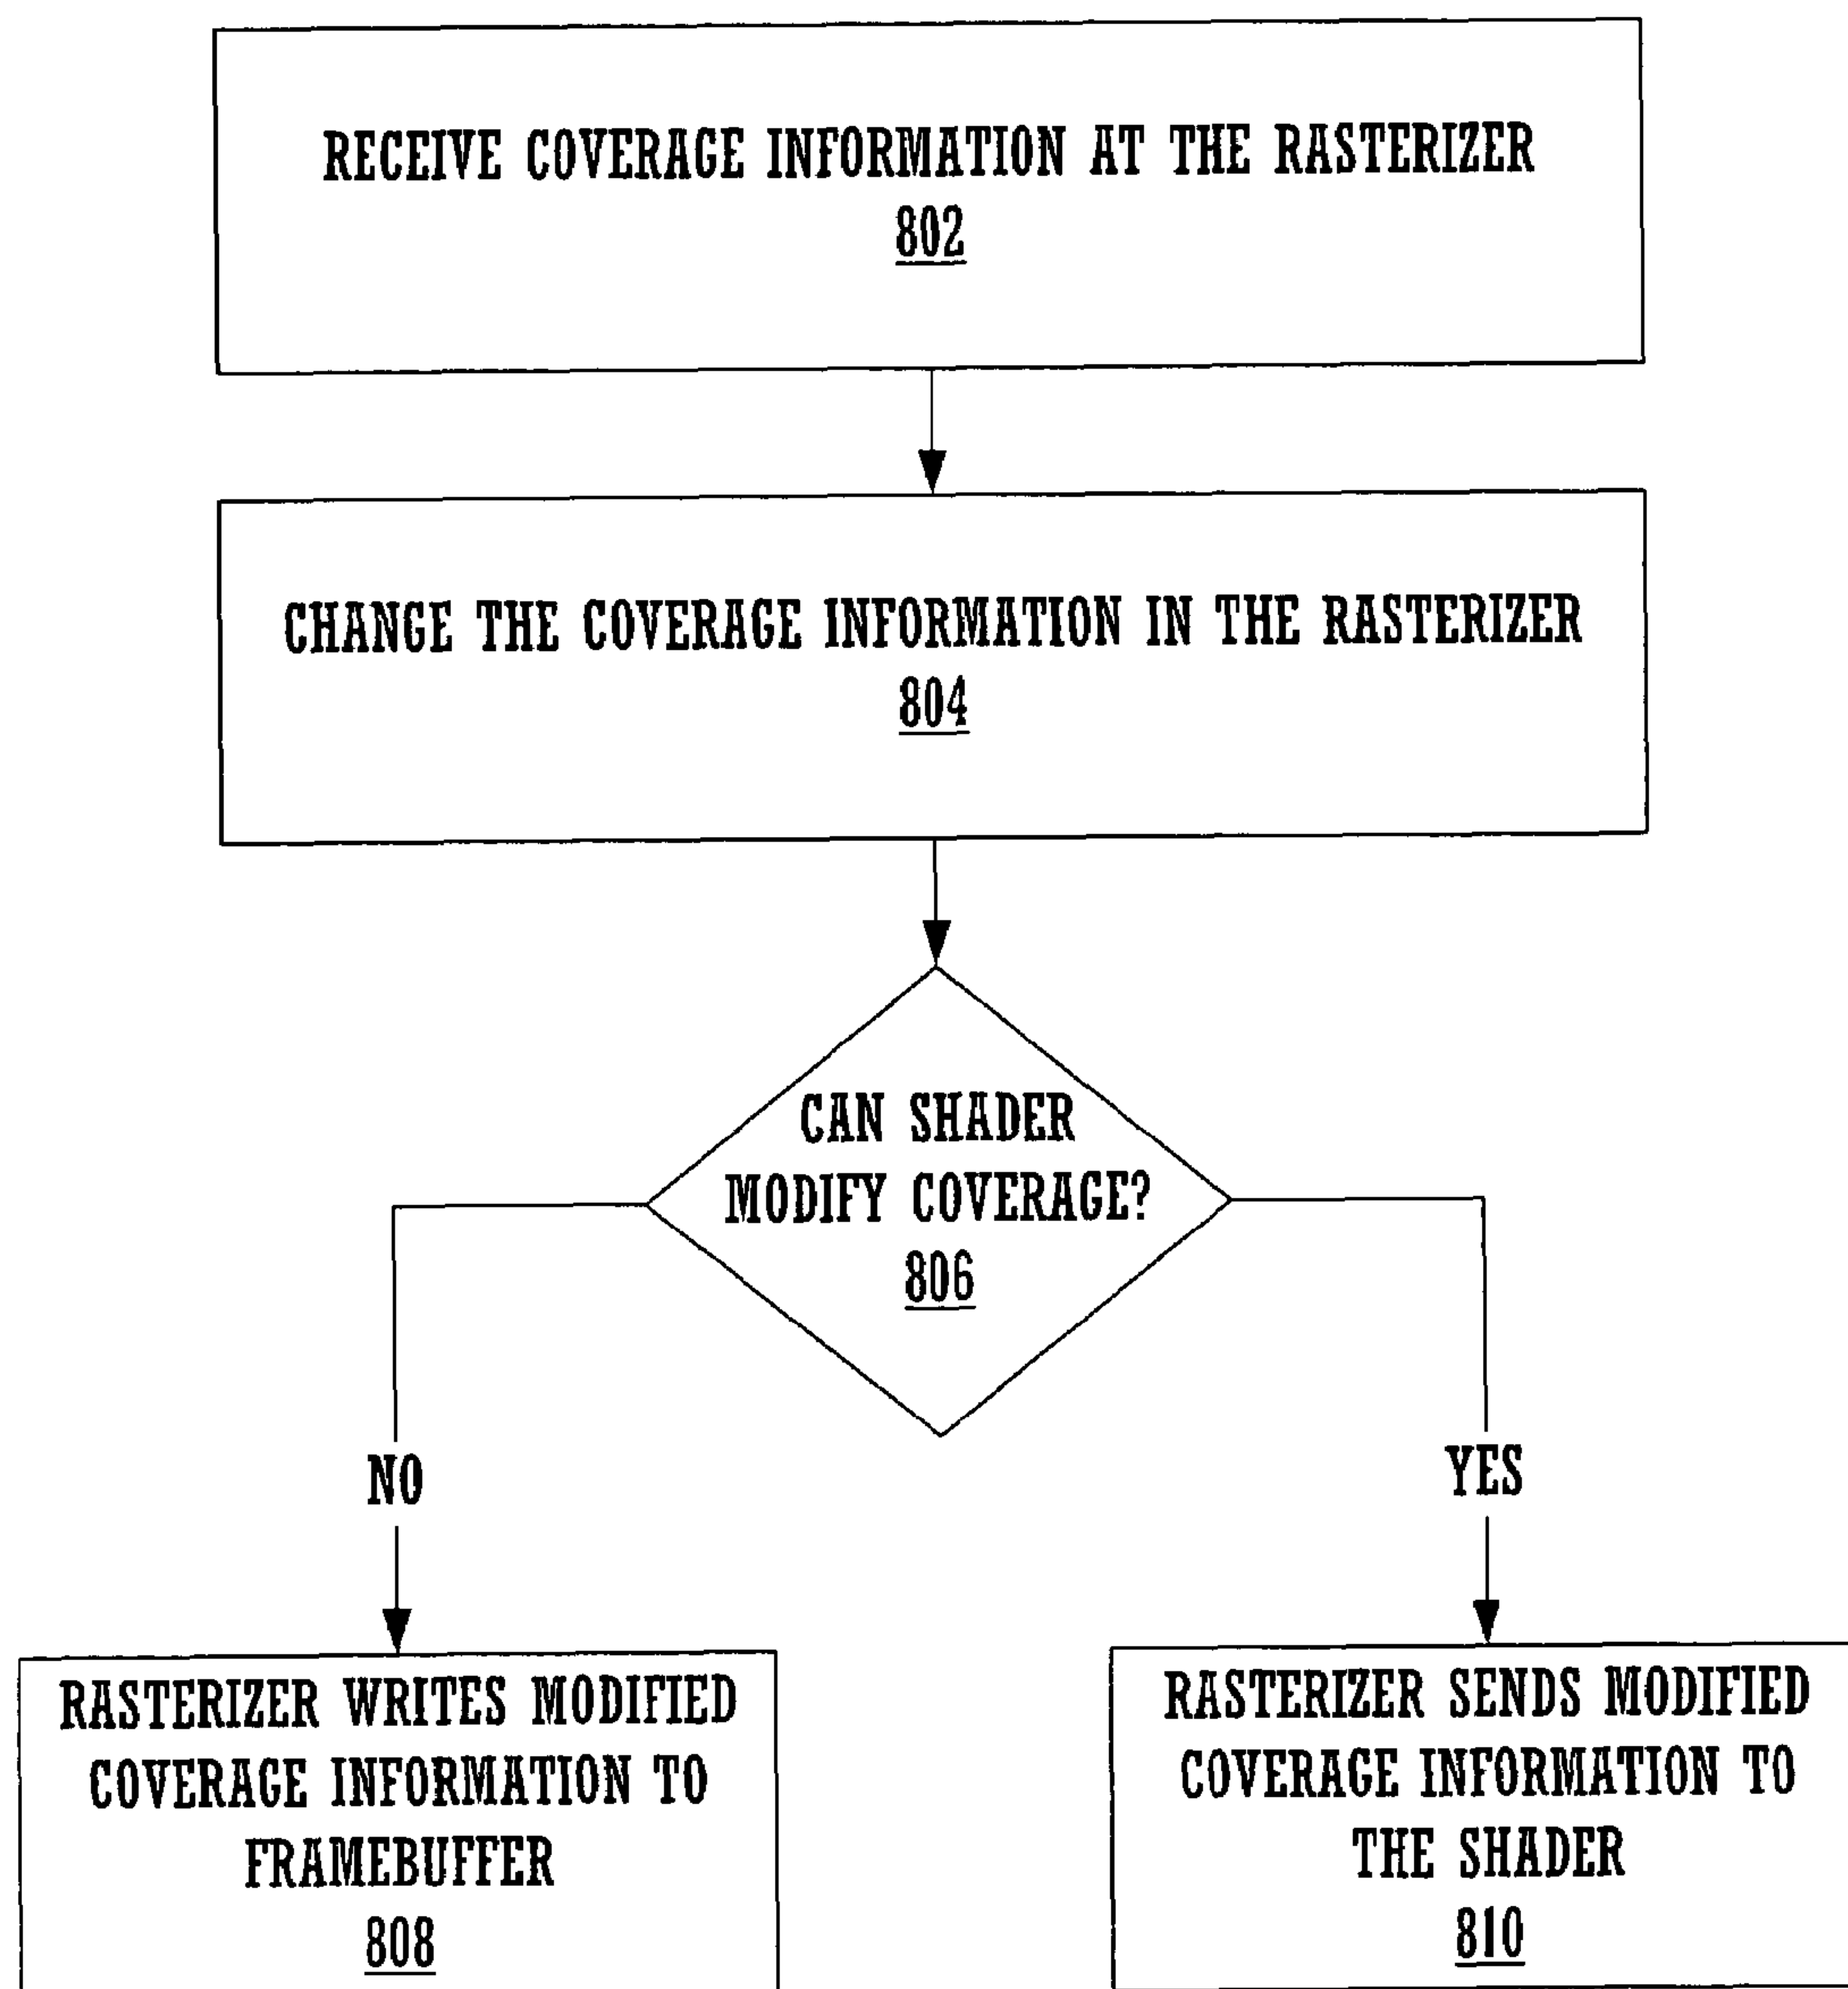 RECEIVE COVERAGE INFORMATION AT THE RASTERIZER
802
CHANGE THE COVERAGE INFORMATION IN THE RASTERIZER
804
CAN SHADER
MODIFY COVERAGE?
806
NO
YES
RASTERIZER WRITES MODIFIED
COVERAGE INFORMATION TO
FRAMEBUFFER
808
RASTERIZER SENDS MODIFIED
COVERAGE INFORMATION TO
THE SHADER
810